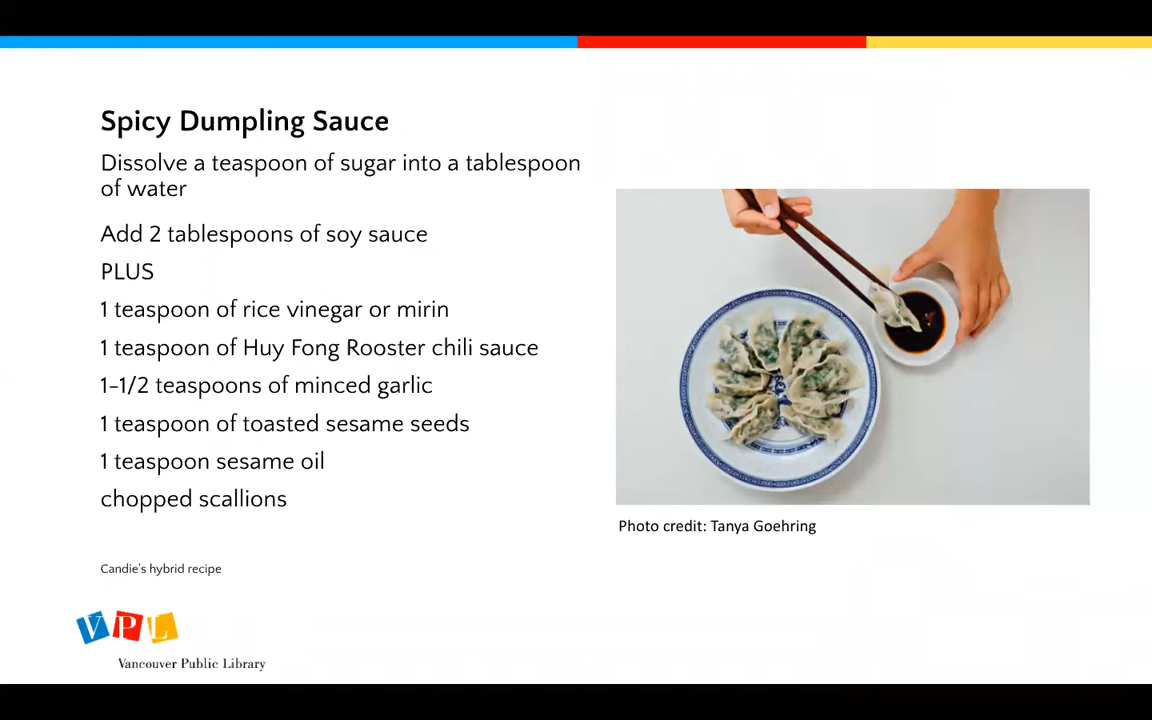 Spicy Dumpling Sauce
Dissolve a teaspoon of sugar into a tablespoon
of water
Add 2 tablespoons of soy sauce
PLUS
1 teaspoon of rice vinegar or mirin
1 teaspoon of Huy Fong Rooster chili sauce
1-1/2 teaspoons of minced garlic
1 teaspoon of toasted sesame seeds
1 teaspoon sesame oil
chopped scallions
Photo credit: Tanya Goehring
Candie's hybrid recipe
VPL
Vancouver Public Library